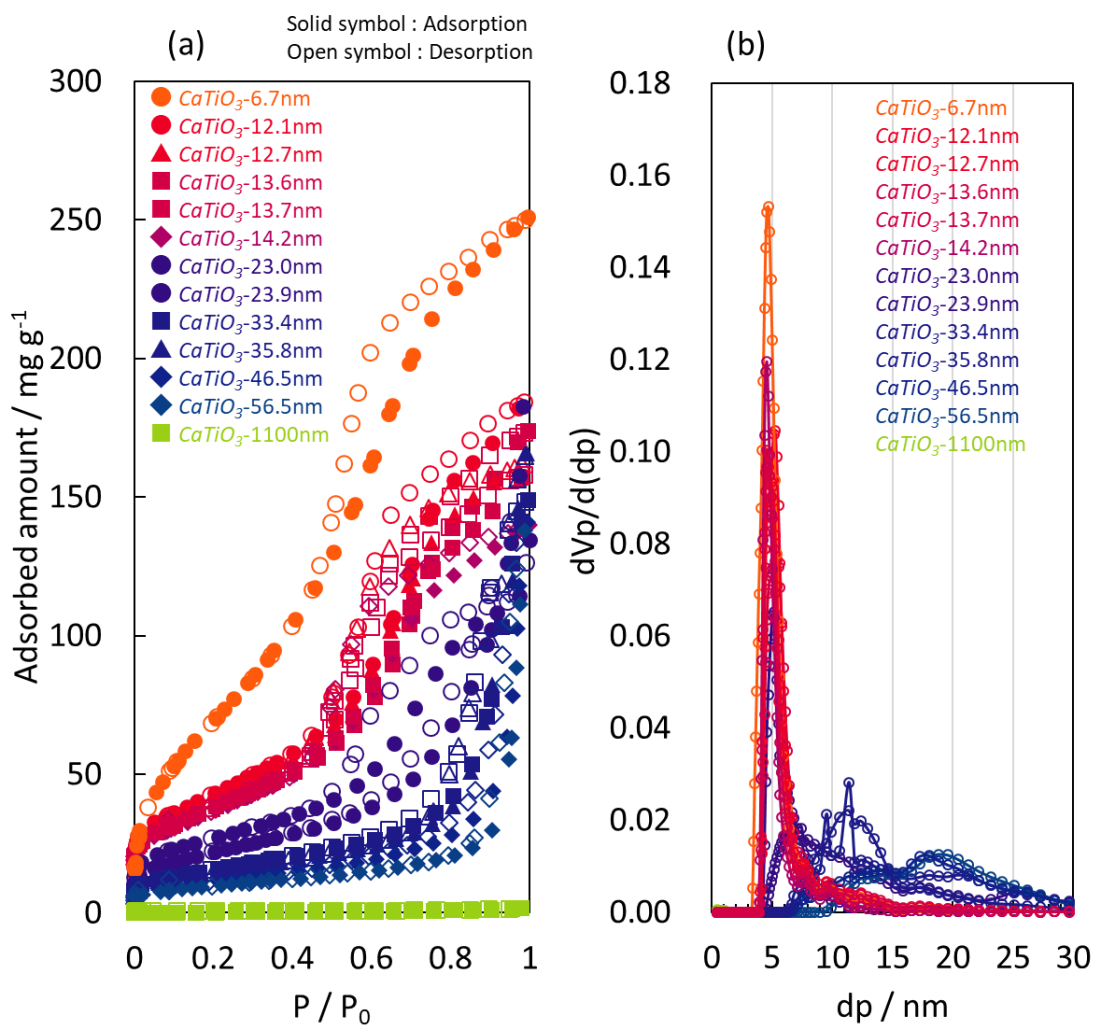 (a)
Solid symbol : Adsorption
Open symbol : Desorption
Adsorbed amount / mg g⁻¹
300
250
200
150
100
50
0
CaTiO₃-6.7nm
CaTiO₃-12.1nm
CaTiO₃-12.7nm
CaTiO₃-13.6nm
CaTiO₃-13.7nm
CaTiO₃-14.2nm
CaTiO₃-23.0nm
CaTiO₃-23.9nm
CaTiO₃-33.4nm
CaTiO₃-35.8nm
CaTiO₃-46.5nm
CaTiO₃-56.5nm
CaTiO₃-1100nm
0 0.2 0.4 0.6 0.8 1
P / P₀
(b)
dVp/d(dp)
0.18
0.16
0.14
0.12
0.10
0.08
0.06
0.04
0.02
0.00
CaTiO₃-6.7nm
CaTiO₃-12.1nm
CaTiO₃-12.7nm
CaTiO₃-13.6nm
CaTiO₃-13.7nm
CaTiO₃-14.2nm
CaTiO₃-23.0nm
CaTiO₃-23.9nm
CaTiO₃-33.4nm
CaTiO₃-35.8nm
CaTiO₃-46.5nm
CaTiO₃-56.5nm
CaTiO₃-1100nm
0 5 10 15 20 25 30
dp / nm